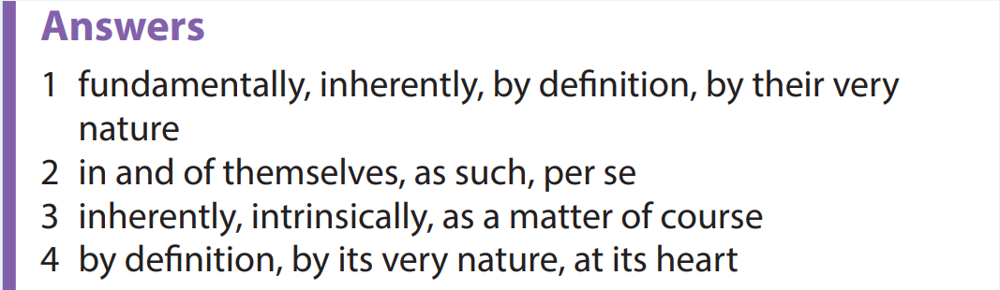 Answers
1 fundamentally, inherently, by definition, by their very
nature
2 in and of themselves, as such, per se
3 inherently, intrinsically, as a matter of course
4 by definition, by its very nature, at its heart